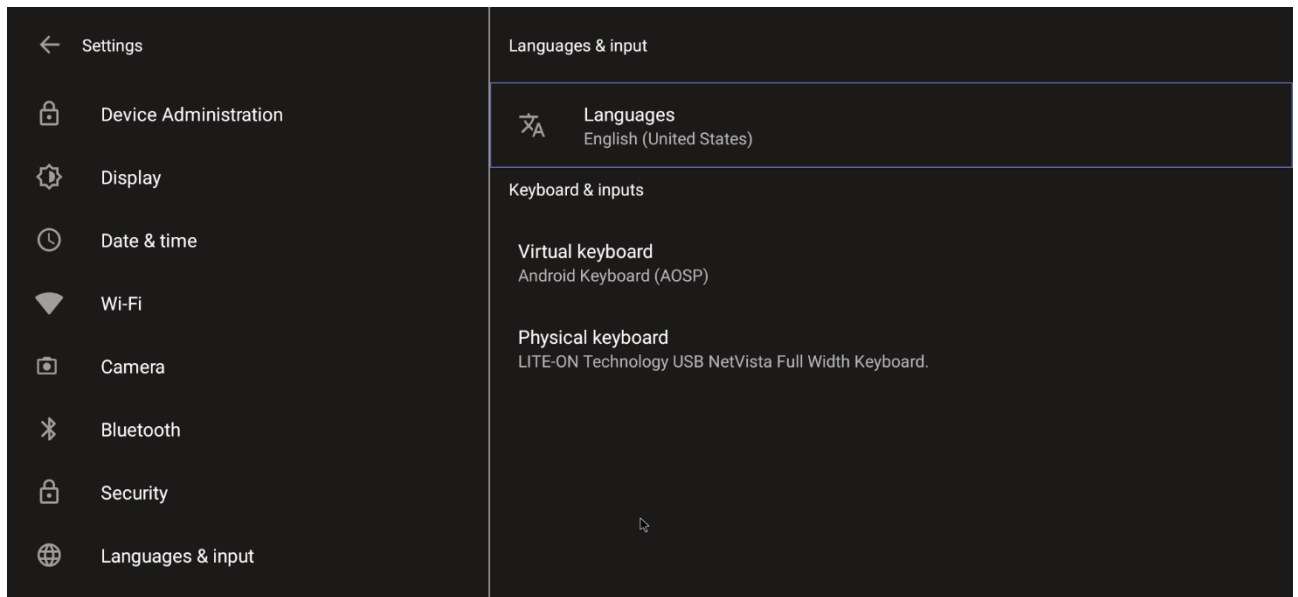 Settings
Device Administration
Display
Date & time
Wi-Fi
Camera
Bluetooth
Security
Languages & input
Languages & input
Languages
English (United States)
Keyboard & inputs
Virtual keyboard
Android Keyboard (AOSP)
Physical keyboard
LITE-ON Technology USB NetVista Full Width Keyboard.